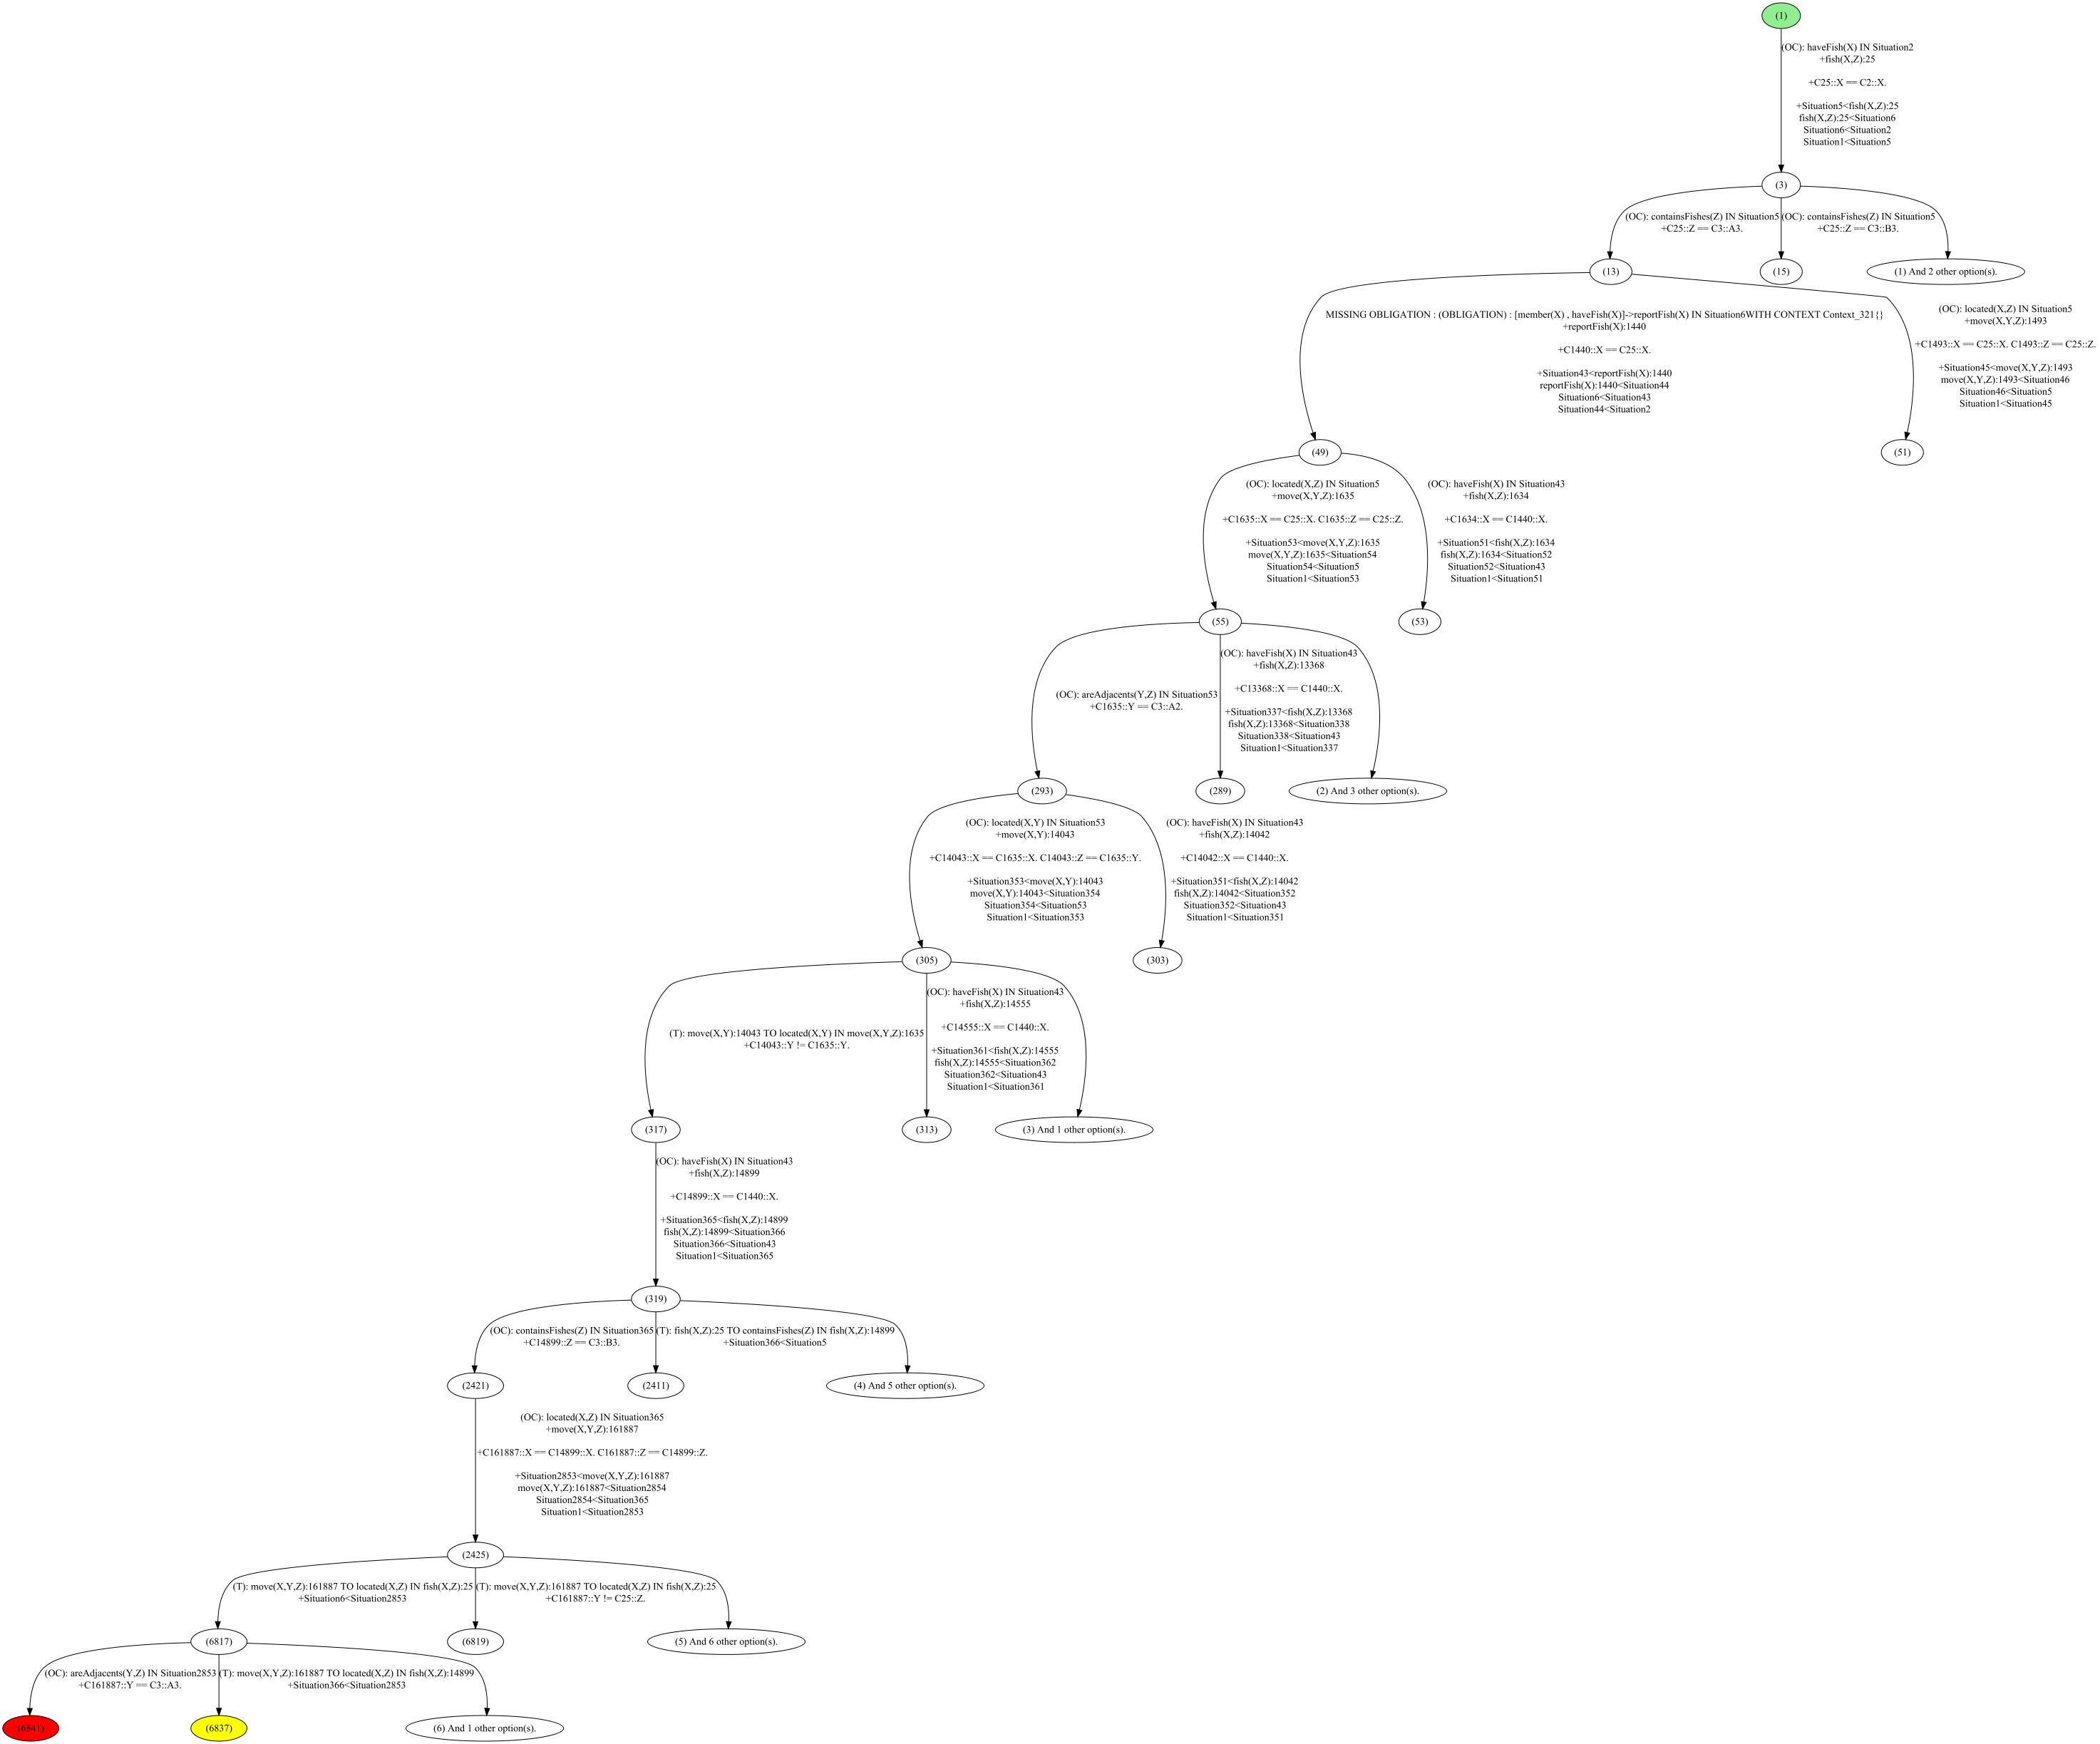 (1)
(OC): haveFish(X) IN Situation2
+fish(X,Z):25
+C25::X == C2::X.
+Situation5<fish(X,Z):25
fish(X,Z):25<Situation6
Situation6<Situation2
Situation1<Situation5
(3)
(OC): containsFishes(Z) IN Situation5
+C25::Z == C3::A3.
(OC): containsFishes(Z) IN Situation5
+C25::Z == C3::B3.
(13)
(15)
(1) And 2 other option(s).
MISSING OBLIGATION : (OBLIGATION) : [member(X) , haveFish(X)]->reportFish(X) IN Situation6WITH CONTEXT Context_321{}
+reportFish(X):1440
+C1440::X == C25::X.
+Situation43<reportFish(X):1440
reportFish(X):1440<Situation44
Situation6<Situation43
Situation44<Situation2
(OC): located(X,Z) IN Situation5
+move(X,Y,Z):1493
+C1493::X == C25::X. C1493::Z == C25::Z.
+Situation45<move(X,Y,Z):1493
move(X,Y,Z):1493<Situation46
Situation46<Situation5
Situation1<Situation45
(49)
(51)
(OC): located(X,Z) IN Situation5
+move(X,Y,Z):1635
+C1635::X == C25::X. C1635::Z == C25::Z.
+Situation53<move(X,Y,Z):1635
move(X,Y,Z):1635<Situation54
Situation54<Situation5
Situation1<Situation53
(OC): haveFish(X) IN Situation43
+fish(X,Z):1634
+C1634::X == C1440::X.
+Situation51<fish(X,Z):1634
fish(X,Z):1634<Situation52
Situation52<Situation43
Situation1<Situation51
(55)
(53)
(OC): areAdjacents(Y,Z) IN Situation53
+C1635::Y == C3::A2.
(OC): haveFish(X) IN Situation43
+fish(X,Z):13368
+C13368::X == C1440::X.
+Situation337<fish(X,Z):13368
fish(X,Z):13368<Situation338
Situation338<Situation43
Situation1<Situation337
(293)
(289)
(2) And 3 other option(s).
(OC): located(X,Y) IN Situation53
+move(X,Y):14043
+C14043::X == C1635::X. C14043::Z == C1635::Y.
+Situation353<move(X,Y):14043
move(X,Y):14043<Situation354
Situation354<Situation53
Situation1<Situation353
(OC): haveFish(X) IN Situation43
+fish(X,Z):14042
+C14042::X == C1440::X.
+Situation351<fish(X,Z):14042
fish(X,Z):14042<Situation352
Situation352<Situation43
Situation1<Situation351
(305)
(303)
(T): move(X,Y):14043 TO located(X,Y) IN move(X,Y,Z):1635
+C14043::Y != C1635::Y.
(OC): haveFish(X) IN Situation43
+fish(X,Z):14555
+C14555::X == C1440::X.
+Situation361<fish(X,Z):14555
fish(X,Z):14555<Situation362
Situation362<Situation43
Situation1<Situation361
(317)
(313)
(3) And 1 other option(s).
(OC): haveFish(X) IN Situation43
+fish(X,Z):14899
+C14899::X == C1440::X.
+Situation365<fish(X,Z):14899
fish(X,Z):14899<Situation366
Situation366<Situation43
Situation1<Situation365
(319)
(OC): containsFishes(Z) IN Situation365
+C14899::Z == C3::B3.
(T): fish(X,Z):25 TO containsFishes(Z) IN fish(X,Z):14899
+Situation366<Situation5
(2421)
(2411)
(4) And 5 other option(s).
(OC): located(X,Z) IN Situation365
+move(X,Y,Z):161887
+C161887::X == C14899::X. C161887::Z == C14899::Z.
+Situation2853<move(X,Y,Z):161887
move(X,Y,Z):161887<Situation2854
Situation2854<Situation365
Situation1<Situation2853
(2425)
(T): move(X,Y,Z):161887 TO located(X,Z) IN fish(X,Z):25
+Situation6<Situation2853
(T): move(X,Y,Z):161887 TO located(X,Z) IN fish(X,Z):25
+C161887::Y != C25::Z.
(6817)
(6819)
(5) And 6 other option(s).
(OC): areAdjacents(Y,Z) IN Situation2853
+C161887::Y == C3::A3.
(T): move(X,Y,Z):161887 TO located(X,Z) IN fish(X,Z):14899
+Situation366<Situation2853
(6841)
(6837)
(6) And 1 other option(s).